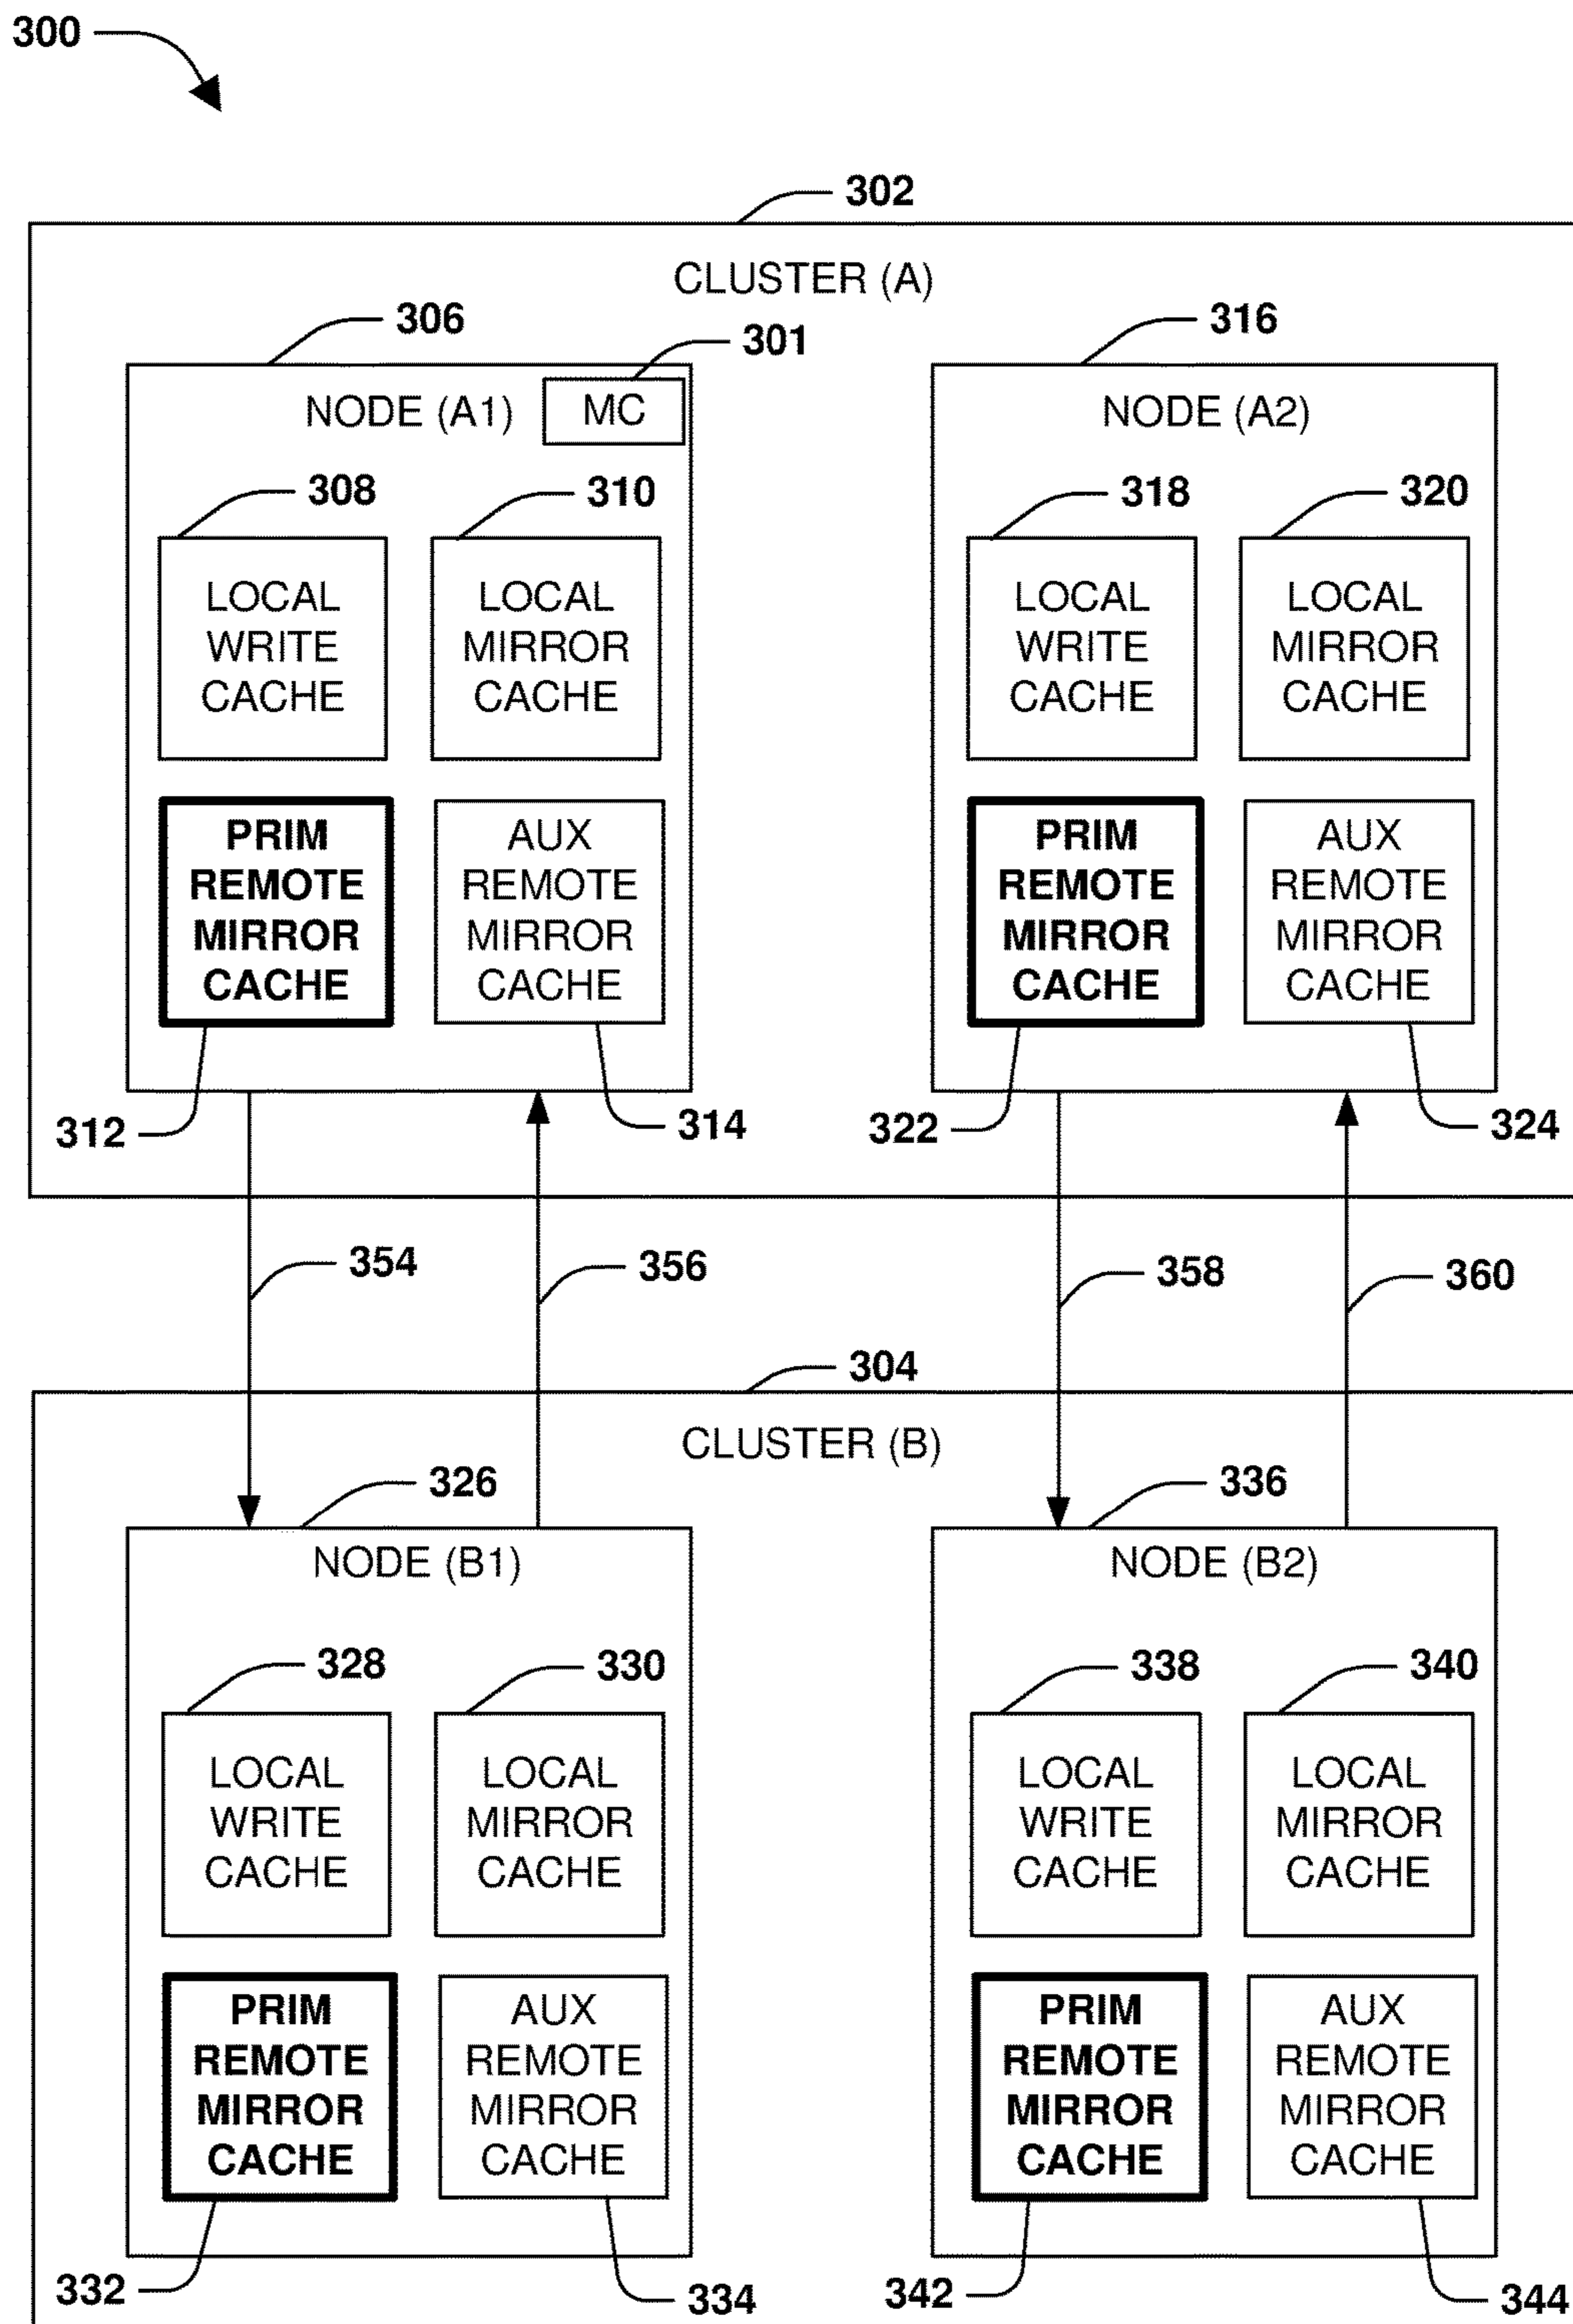 300
302
CLUSTER (A)
306
301
316
NODE (A1)
MC
NODE (A2)
308
310
318
320
LOCAL
WRITE
CACHE
LOCAL
MIRROR
CACHE
LOCAL
WRITE
CACHE
LOCAL
MIRROR
CACHE
PRIM
REMOTE
MIRROR
CACHE
AUX
REMOTE
MIRROR
CACHE
PRIM
REMOTE
MIRROR
CACHE
AUX
REMOTE
MIRROR
CACHE
312
314
322
324
354
356
358
360
304
CLUSTER (B)
326
336
NODE (B1)
NODE (B2)
328
330
338
340
LOCAL
WRITE
CACHE
LOCAL
MIRROR
CACHE
LOCAL
WRITE
CACHE
LOCAL
MIRROR
CACHE
PRIM
REMOTE
MIRROR
CACHE
AUX
REMOTE
MIRROR
CACHE
PRIM
REMOTE
MIRROR
CACHE
AUX
REMOTE
MIRROR
CACHE
332
334
342
344